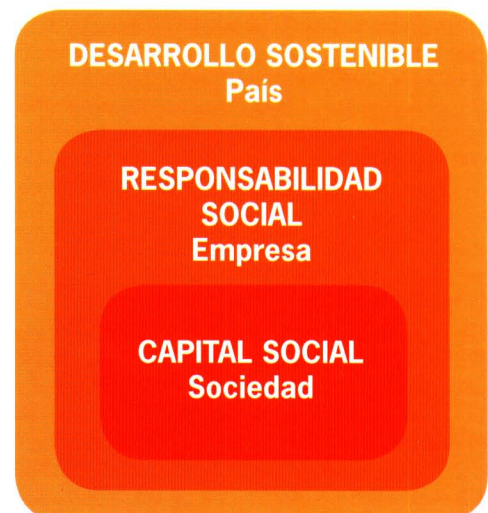 DESARROLLO SOSTENIBLE
País
RESPONSABILIDAD
SOCIAL
Empresa
CAPITAL SOCIAL
Sociedad